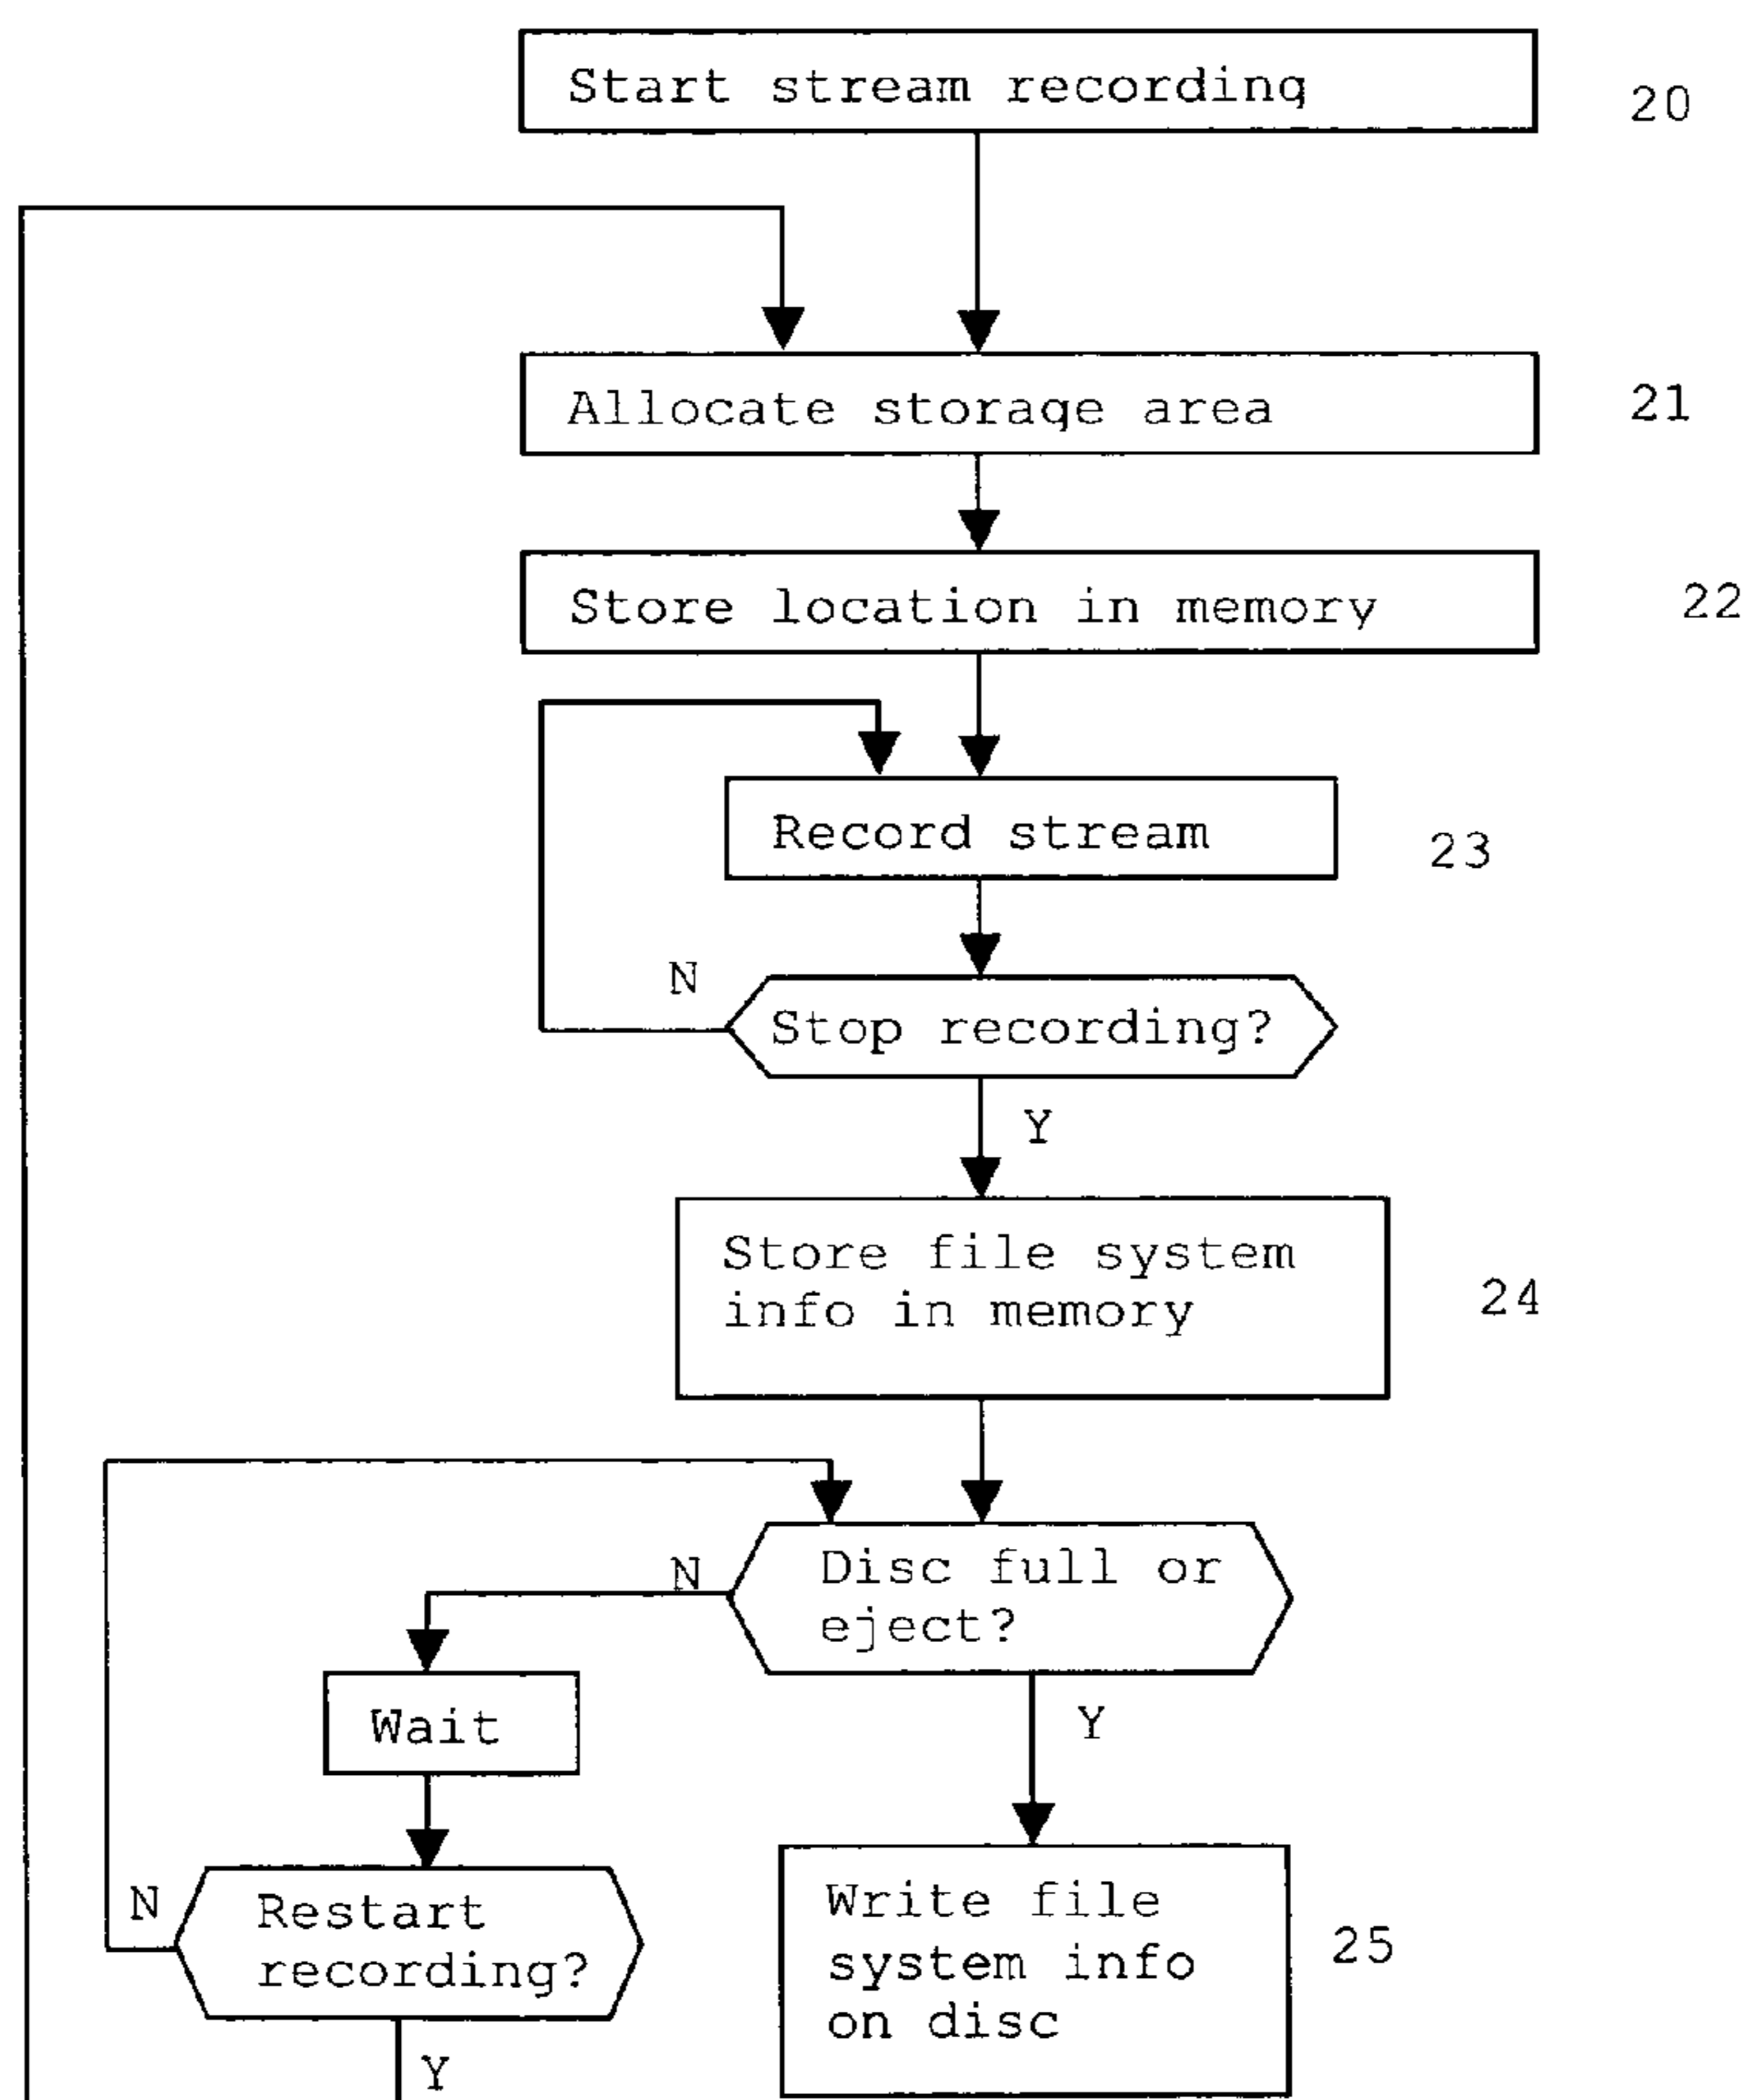 Start stream recording
20
Allocate storage area
21
Store location in memory
22
Record stream
23
N
Stop recording?
Y
Store file system
info in memory
24
N
Disc full or
eject?
Wait
Y
N
Restart
recording?
Write file
system info
on disc
25
Y